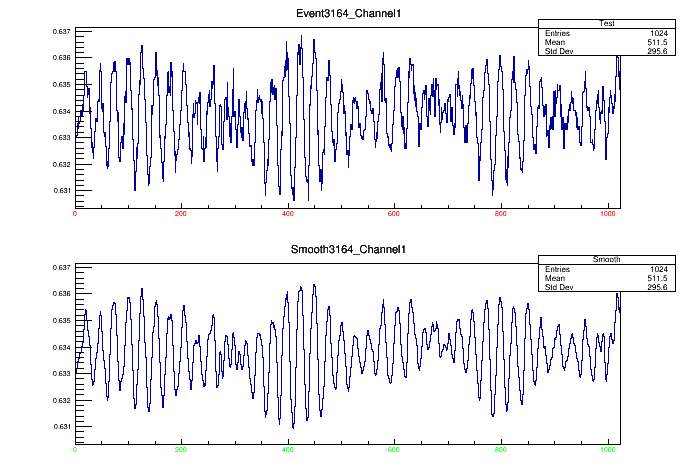 Event3164_Channel1
Test
Entries 1024
Mean 511.5
Std Dev 295.6
0.637
0.636
0.635
0.634
0.633
0.632
0.631
0 200 400 600 800 1000
Smooth3164_Channel1
Smooth
Entries 1024
Mean 511.5
Std Dev 295.6
0.637
0.636
0.635
0.634
0.633
0.632
0.631
0 200 400 600 800 1000